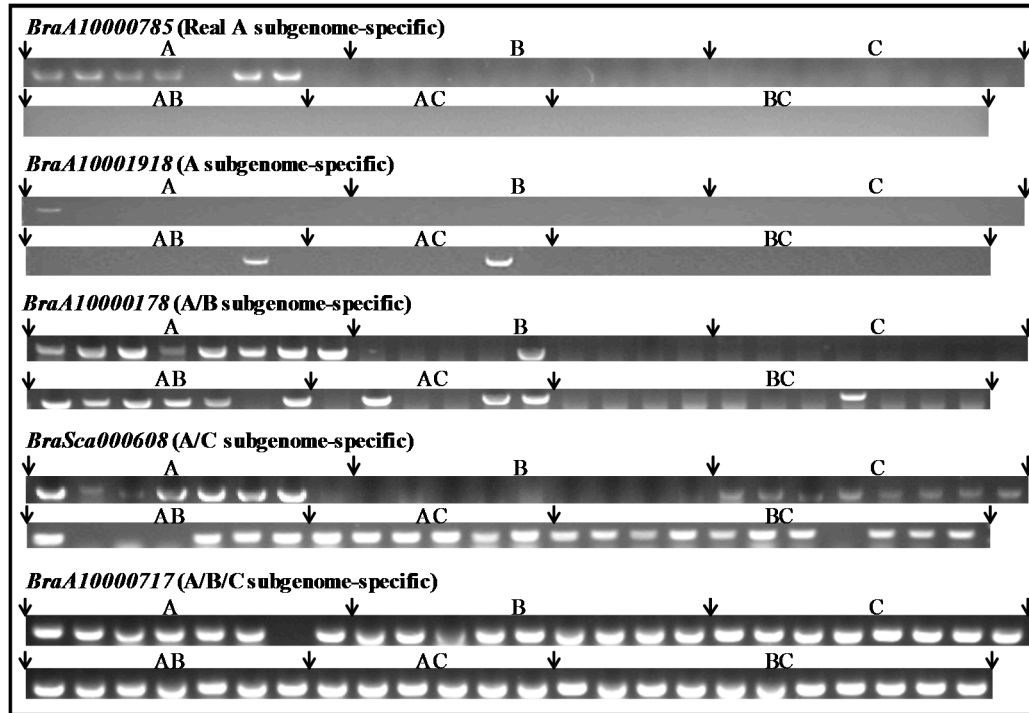 BraA10000785 (Real A subgenome-specific)
A B C
AB AC BC
BraA10001918 (A subgenome-specific)
A B C
AB AC BC
BraA10000178 (A/B subgenome-specific)
A B C
AB AC BC
BraSca000608 (A/C subgenome-specific)
A B C
AB AC BC
BraA10000717 (A/B/C subgenome-specific)
A B C
AB AC BC